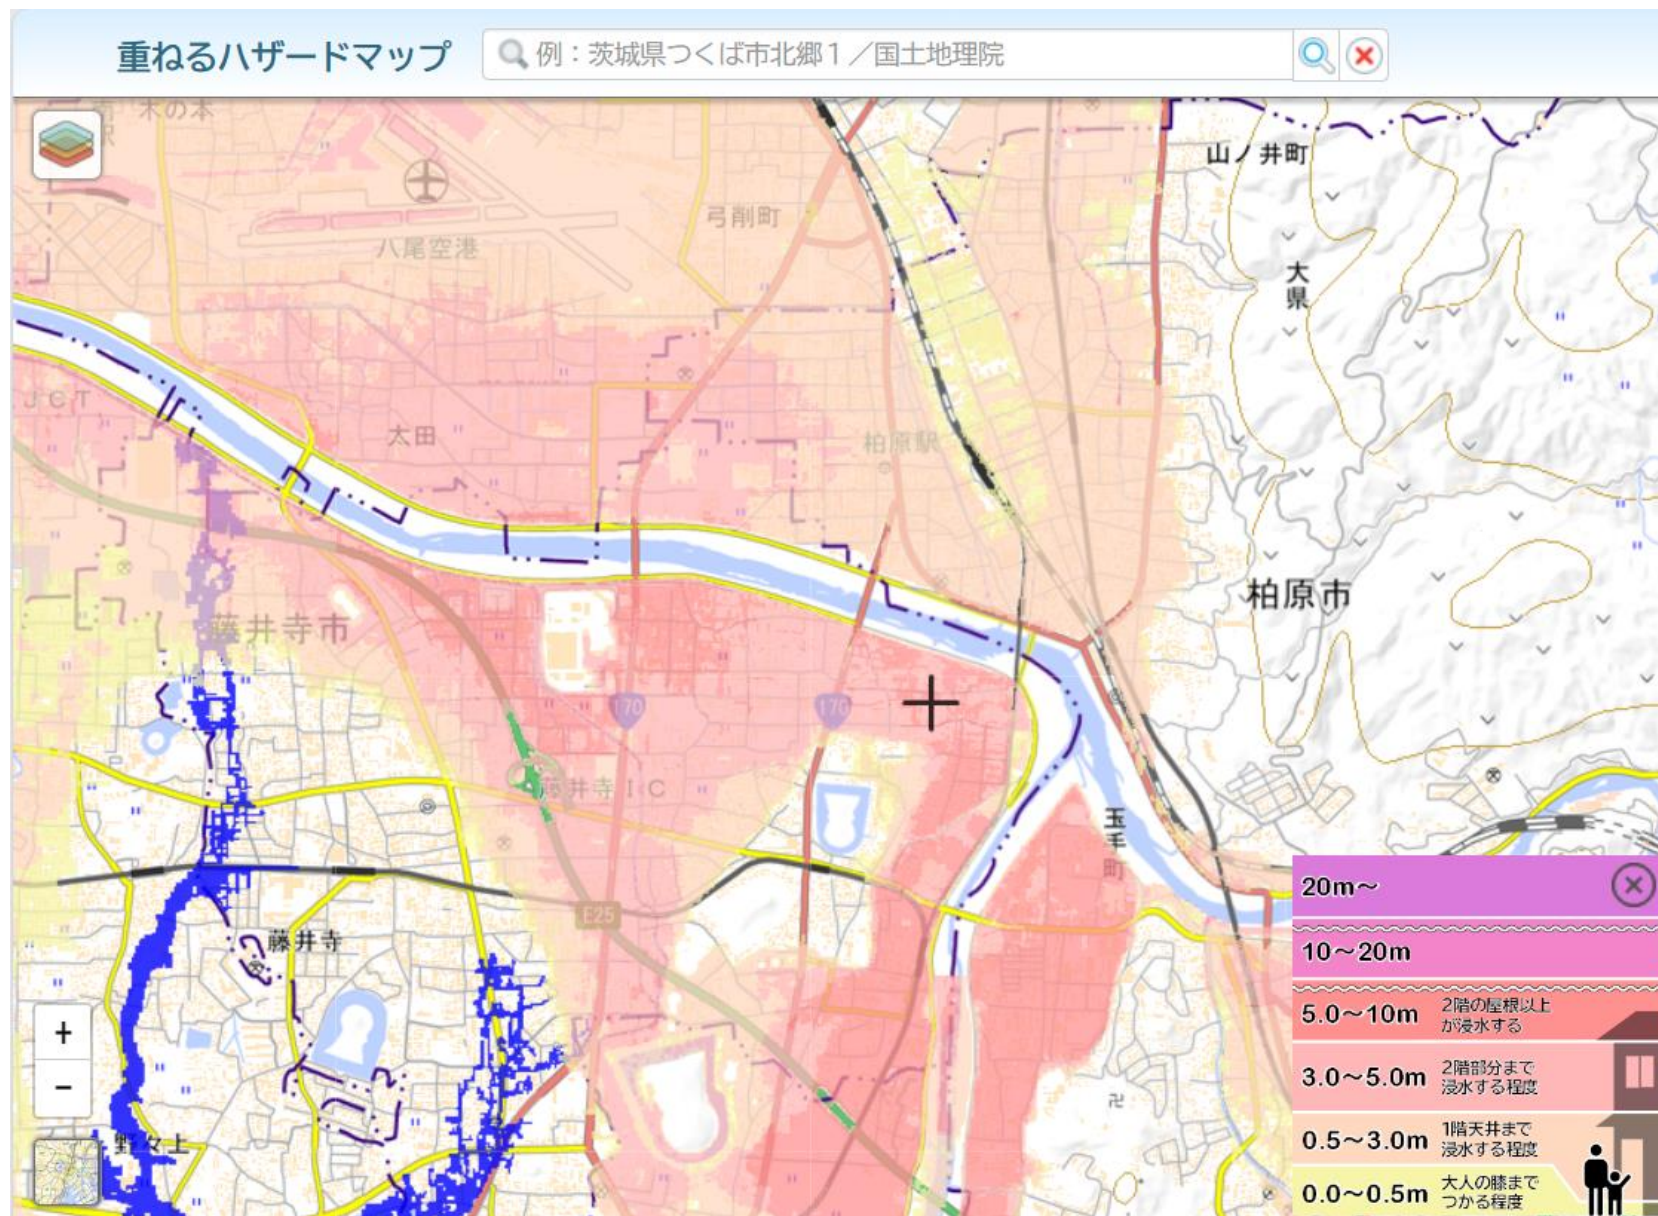 重ねるハザードマップ
例：茨城県つくば市北郷１／国土地理院
木の本
山ノ井町
弓削町
八尾空港
大県
JCT
太田
柏原駅
柏原市
藤井寺市
170
170
藤井寺IC
玉手町
E25
藤井寺
野々上
+
−
20m～
10～20m
5.0～10m 2階の屋根以上
が浸水する
3.0～5.0m 2階部分まで
浸水する程度
0.5～3.0m 1階天井まで
浸水する程度
0.0～0.5m 大人の膝まで
つかる程度